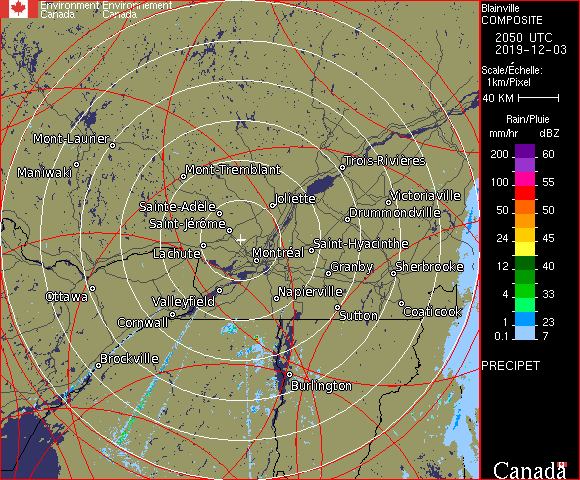 Environment Environnement
Canada Canada
Blainville
COMPOSITE
2050 UTC
2019-12-03
Scale/Échelle:
1km/Pixel
40 KM
Rain/Pluie
mm/hr dBZ
200 60
100 55
50 50
24 45
12 40
4 33
1 23
0.1 7
PRECIPET
Mont-Laurier
Maniwaki
Mont-Tremblant
Trois-Rivières
Joliette
Victoriaville
Sainte-Adèle
Drummondville
Saint-Jérôme
Saint-Hyacinthe
Lachute
Montréal
Granby
Sherbrooke
Ottawa
Valleyfield
Napierville
Cornwall
Sutton
Coaticook
Brockville
Burlington
Canada